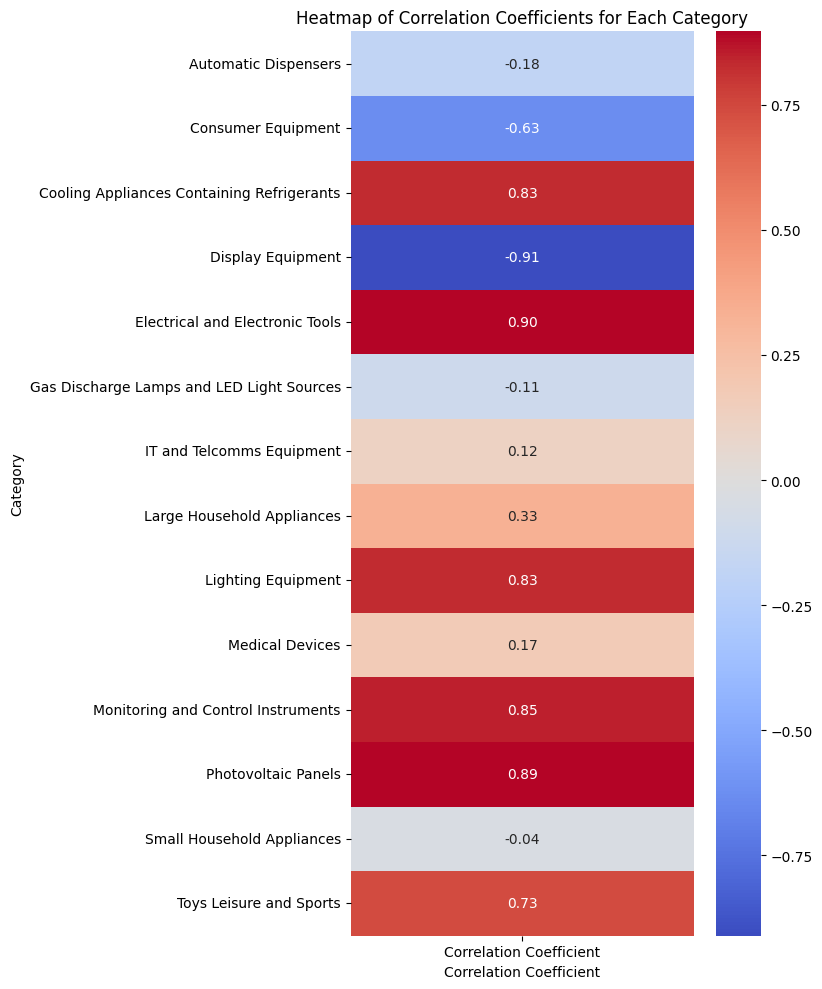 Heatmap of Correlation Coefficients for Each Category
Automatic Dispensers
-0.18
Consumer Equipment
-0.63
Cooling Appliances Containing Refrigerants
0.83
Display Equipment
-0.91
Electrical and Electronic Tools
0.90
Gas Discharge Lamps and LED Light Sources
-0.11
IT and Telcomms Equipment
0.12
Large Household Appliances
0.33
Lighting Equipment
0.83
Medical Devices
0.17
Monitoring and Control Instruments
0.85
Photovoltaic Panels
0.89
Small Household Appliances
-0.04
Toys Leisure and Sports
0.73
Category
Correlation Coefficient
Correlation Coefficient
0.75
0.50
0.25
0.00
−0.25
−0.50
−0.75